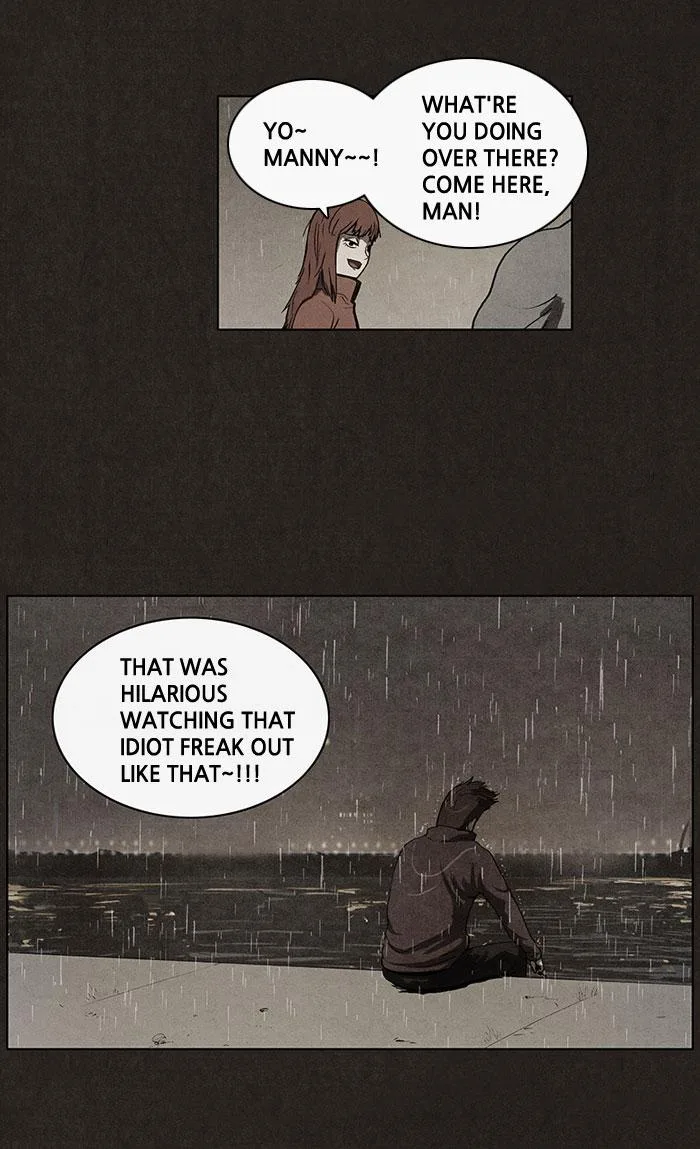 YO~
MANNY~~!
WHAT'RE
YOU DOING
OVER THERE?
COME HERE,
MAN!
THAT WAS
HILARIOUS
WATCHING THAT
IDIOT FREAK OUT
LIKE THAT~!!!